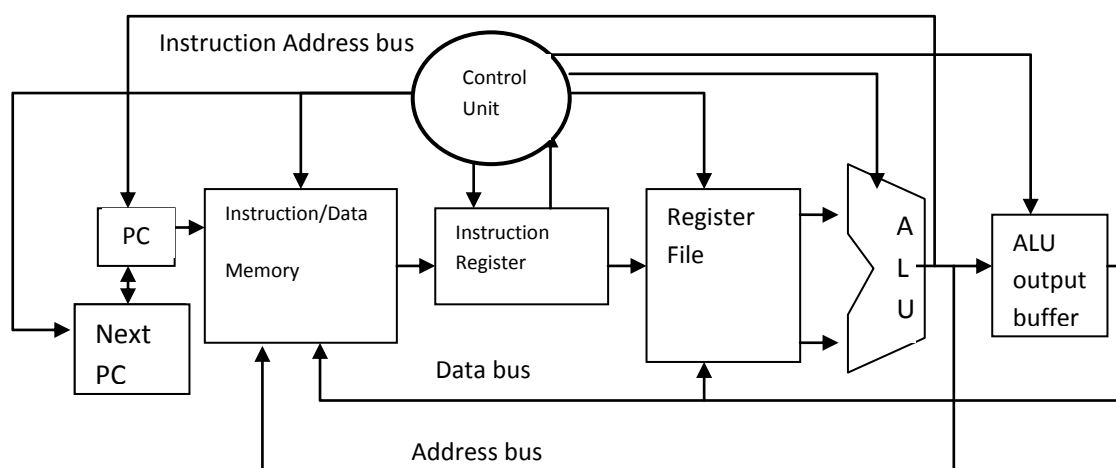 Instruction Address bus
Control
Unit
Instruction/Data
Memory
PC
Next
PC
Instruction
Register
Register
File
A
L
U
ALU
output
buffer
Data bus
Address bus